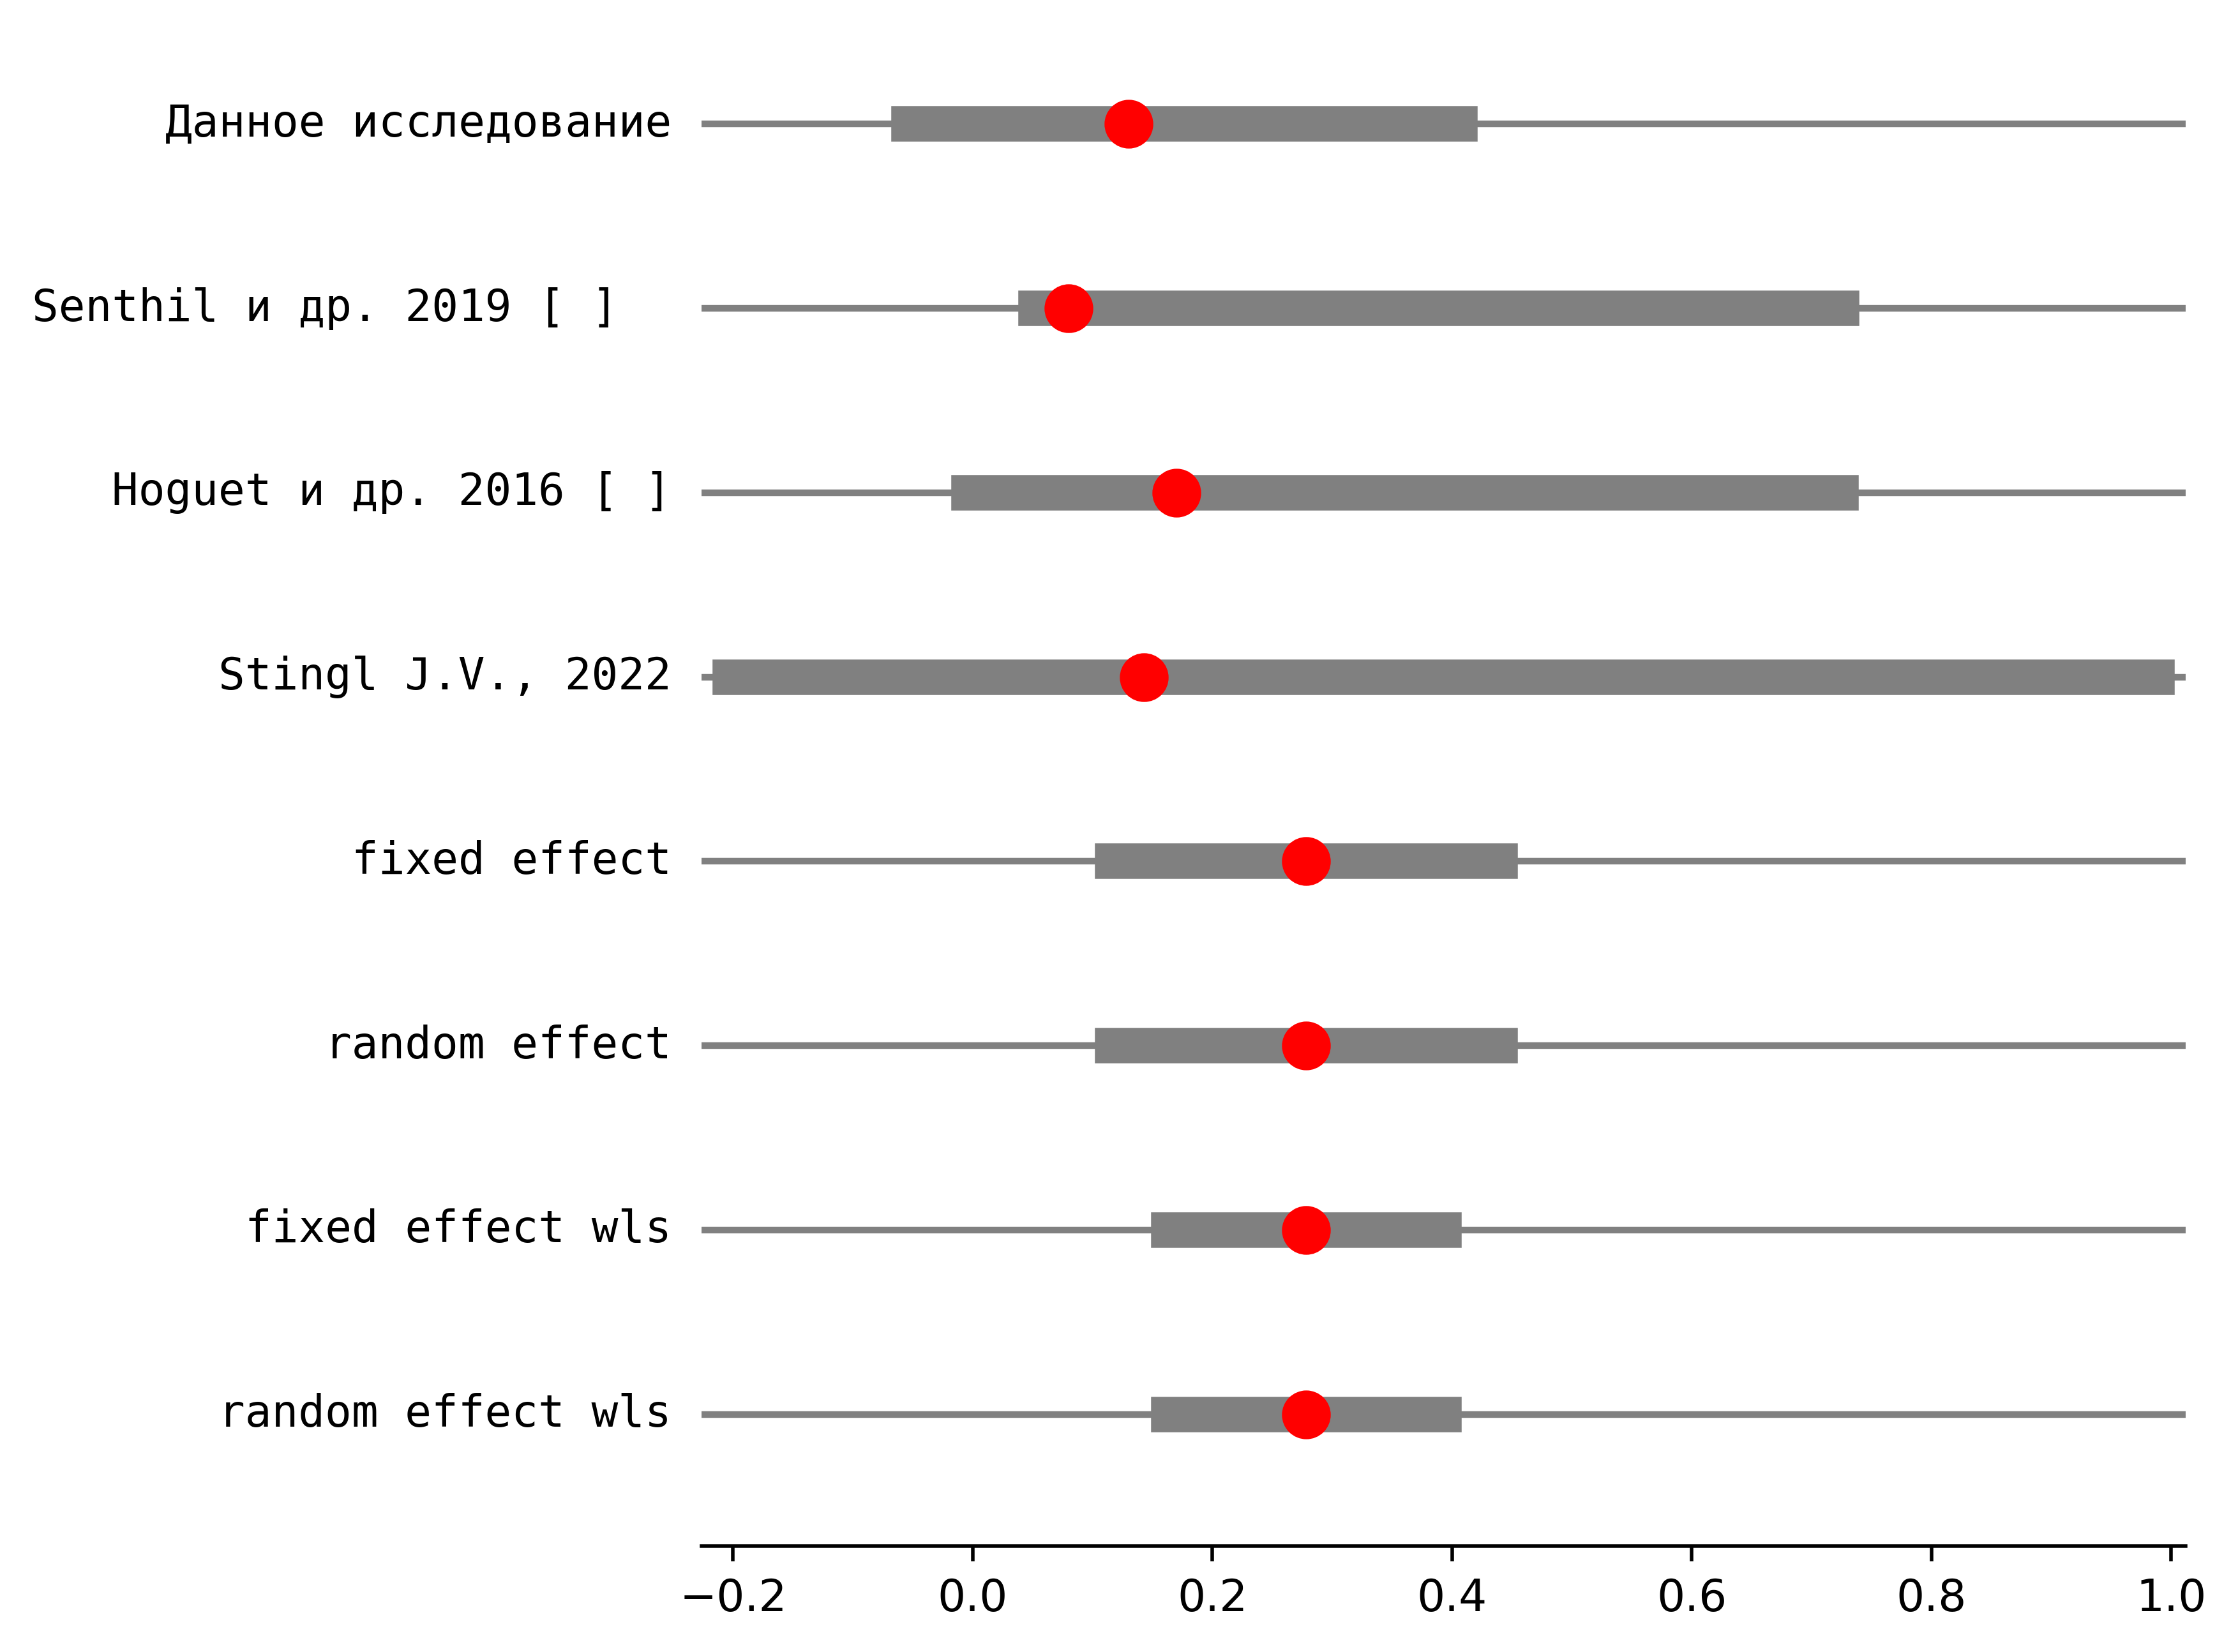 Данное исследование
Senthil и др. 2019 [ ]
Hoguet и др. 2016 [ ]
Stingl J.V., 2022
fixed effect
random effect
fixed effect wls
random effect wls
−0.2 0.0 0.2 0.4 0.6 0.8 1.0